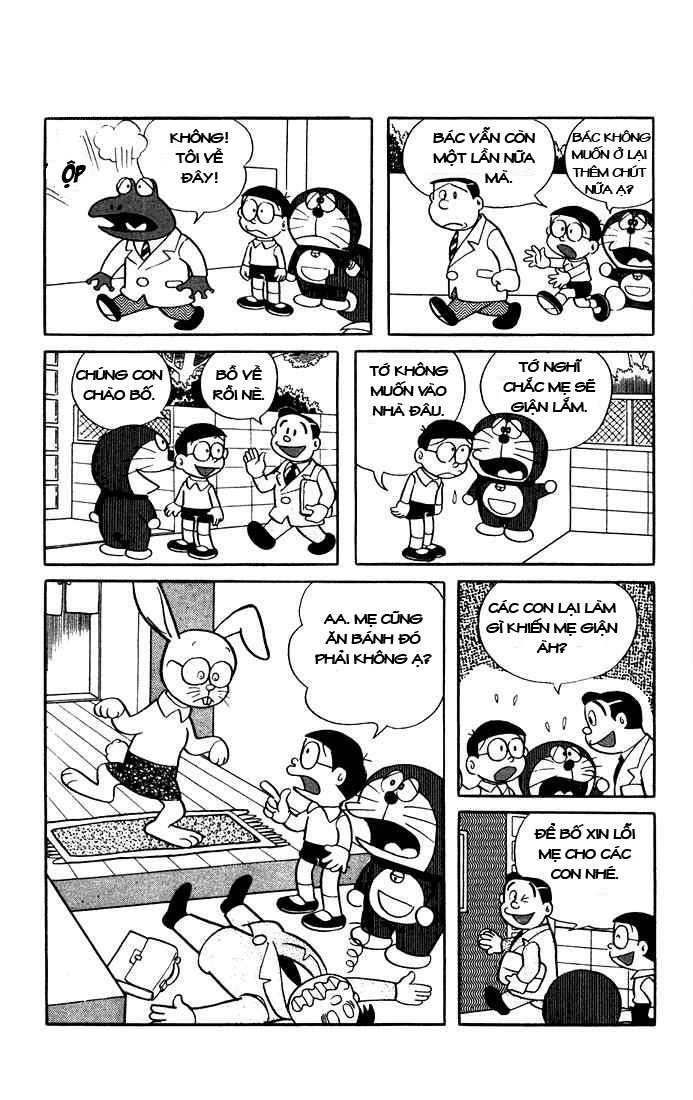 BÁC KHÔNG
MUỐN Ở LẠI
THÊM CHÚT
NỮA Ạ?
BÁC VẪN CÒN
MỘT LẦN NỮA
MÀ.
KHÔNG!
TÔI VỀ
ĐÂY!
ỘP
TỚ NGHĨ
CHẮC MẸ SẼ
GIẬN LẮM.
TỚ KHÔNG
MUỐN VÀO
NHÀ ĐÂU.
BỒ VỀ
RỒI NÈ.
CHÚNG CON
CHÀO BỐ.
CÁC CON LẠI LÀM
GÌ KHIẾN MẸ GIẬN
ÀH?
ĐỂ BỐ XIN LỖI
MẸ CHO CÁC
CON NHÉ.
AA. MẸ CŨNG
ĂN BÁNH ĐÓ
PHẢI KHÔNG Ạ?